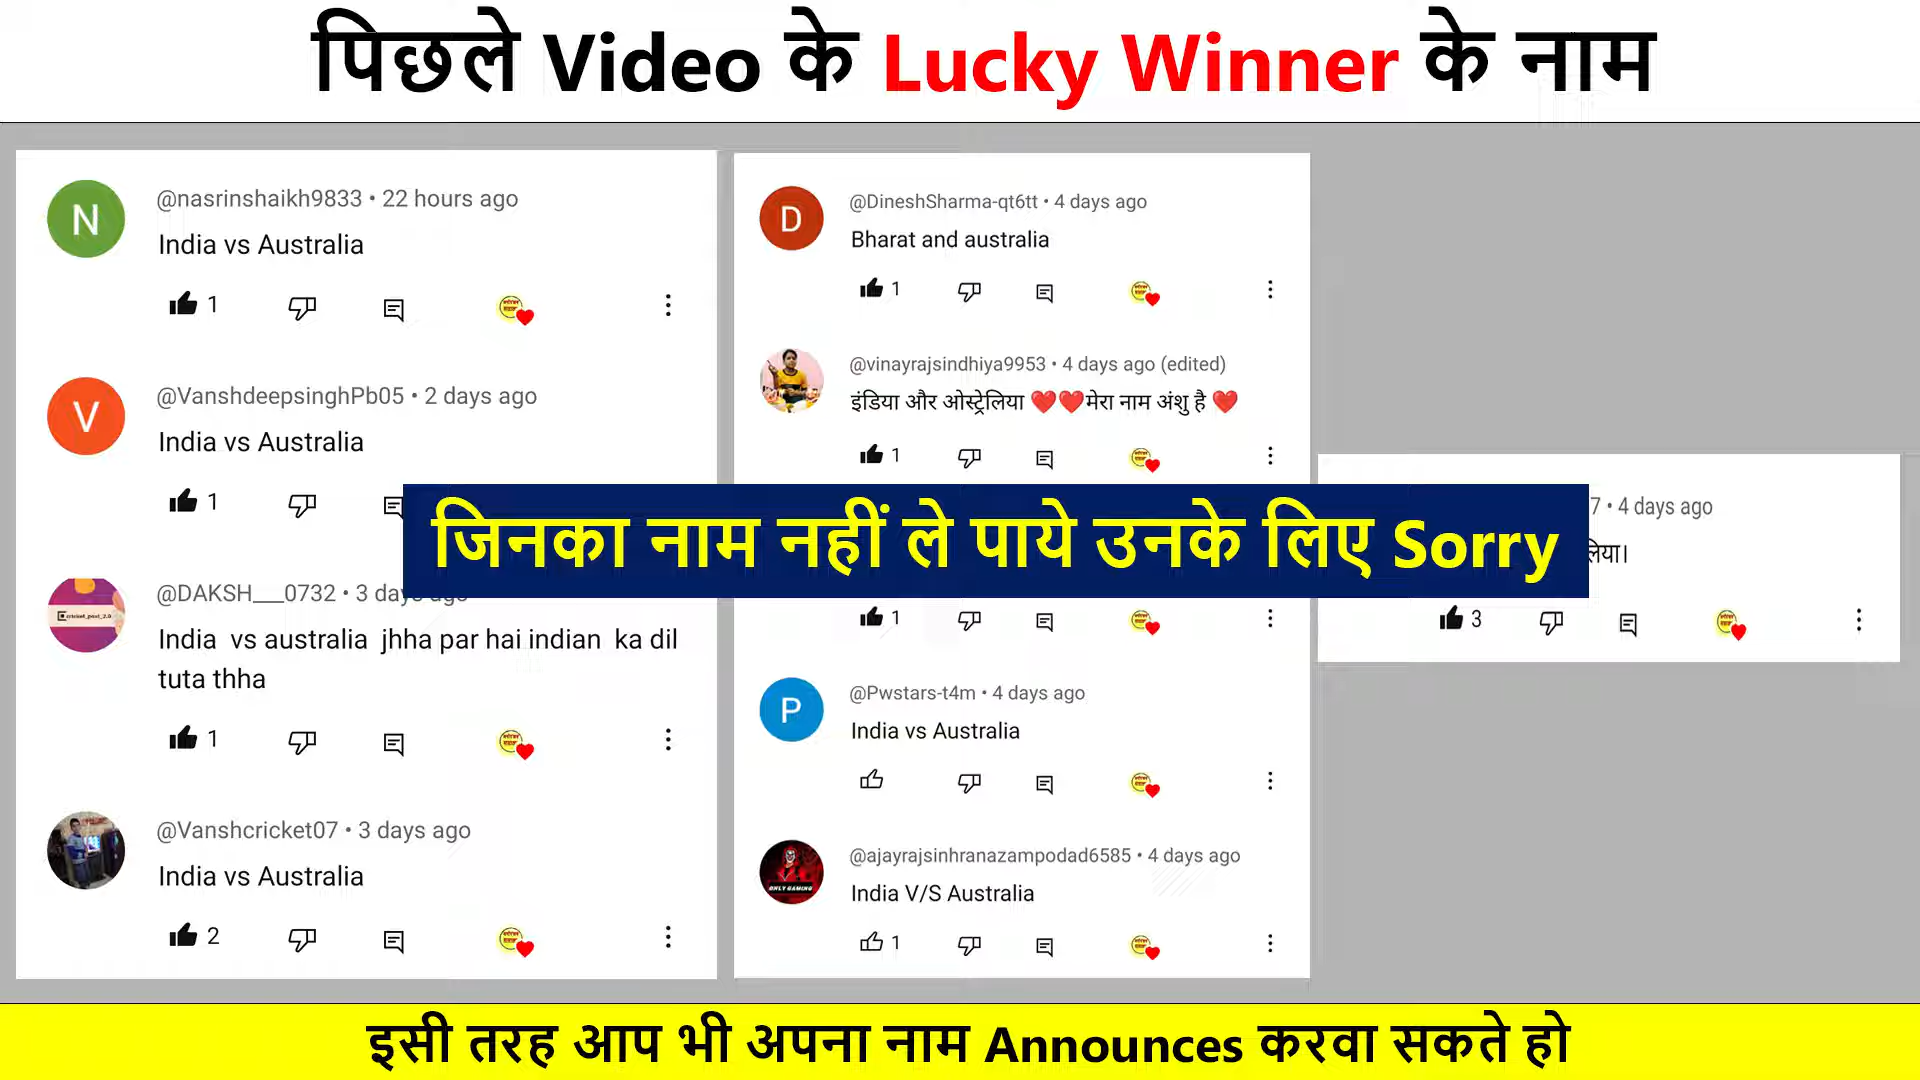 पिछले Video के Lucky Winner के नाम
N
@nasrinshaikh9833 • 22 hours ago
India vs Australia
1
V
@VanshdeepsinghPb05 • 2 days ago
India vs Australia
1
@DAKSH___0732 • 3 days ago
India vs australia jhha par hai indian ka dil
tuta thha
1
@Vanshcricket07 • 3 days ago
India vs Australia
2
D
@DineshSharma-qt6tt • 4 days ago
Bharat and australia
1
@vinayrajsindhiya9953 • 4 days ago (edited)
इंडिया और ओस्ट्रेलिया ❤️❤️मेरा नाम अंशु है ❤️
1
जिनका नाम नहीं ले पाये उनके लिए Sorry
1
P
@Pwstars-t4m • 4 days ago
India vs Australia
ONLY GAMING
@ajayrajsinhranazampodad6585 • 4 days ago
India V/S Australia
1
7 • 4 days ago
लिया।
3
इसी तरह आप भी अपना नाम Announces करवा सकते हो